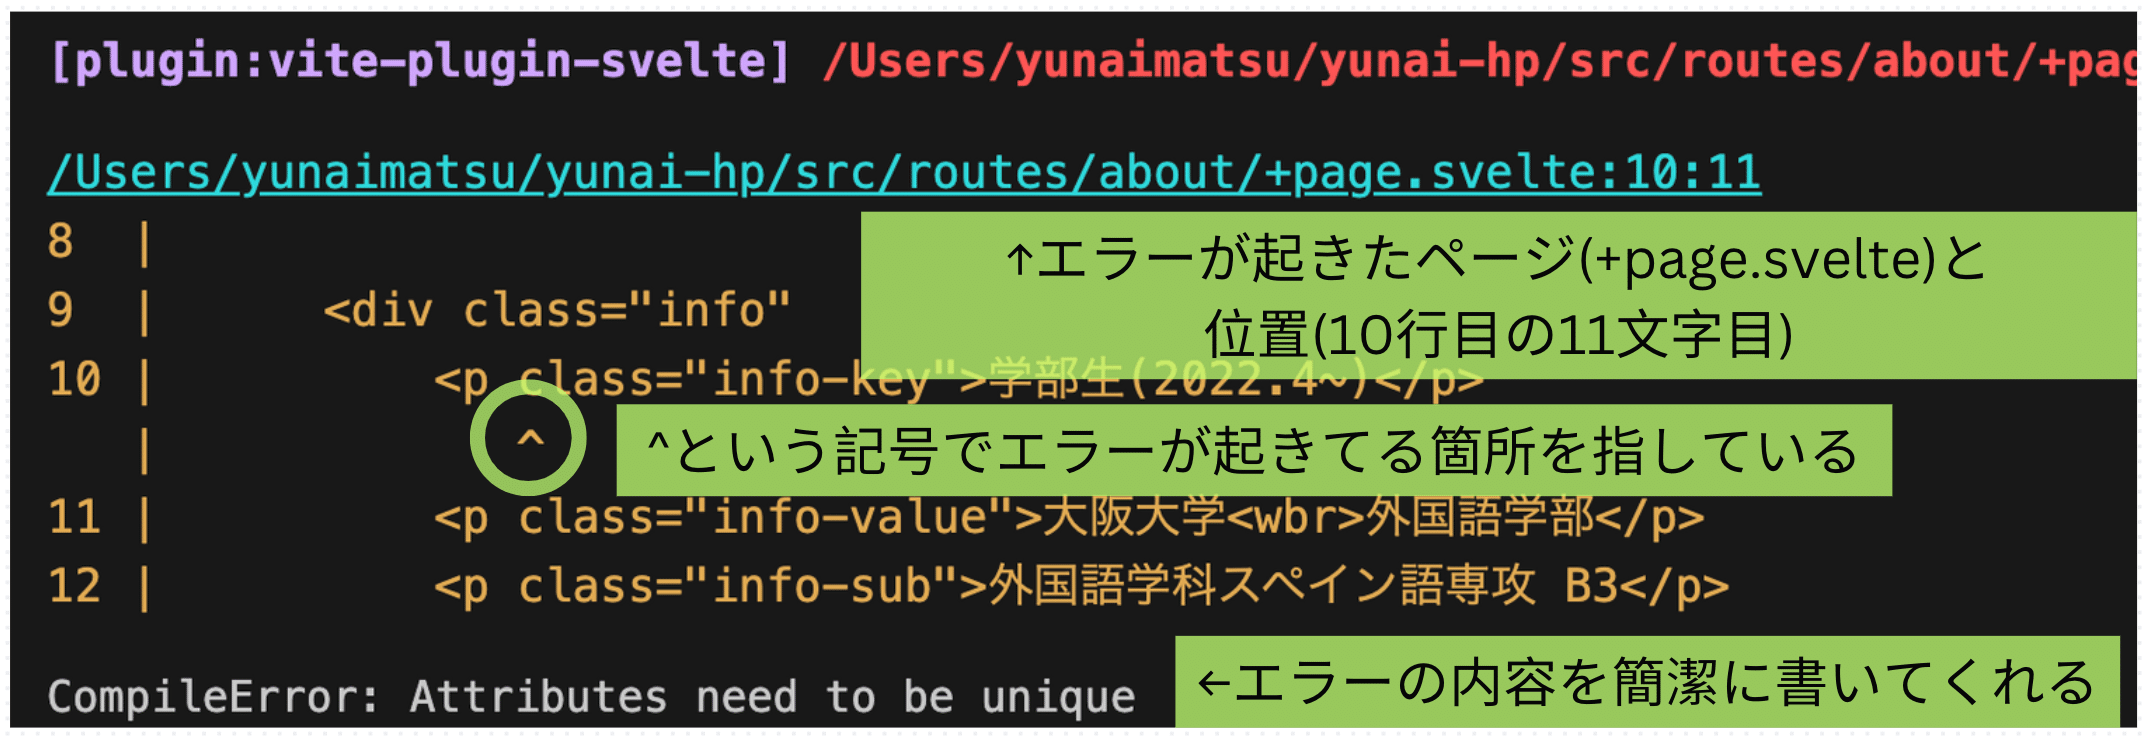 [plugin:vite-plugin-svelte] /Users/yunaimatsu/yunai-hp/src/routes/about/+pag
/Users/yunaimatsu/yunai-hp/src/routes/about/+page.svelte:10:11
8 |
↑エラーが起きたページ(+page.svelte)と
位置(10行目の11文字目)
9 | <div class="info"
10 | <p class="info-key">学部生(2022.4~)</p>
| ^
^という記号でエラーが起きてる箇所を指している
11 | <p class="info-value">大阪大学<wbr>外国語学部</p>
12 | <p class="info-sub">外国語学科スペイン語専攻 B3</p>
CompileError: Attributes need to be unique
←エラーの内容を簡潔に書いてくれる